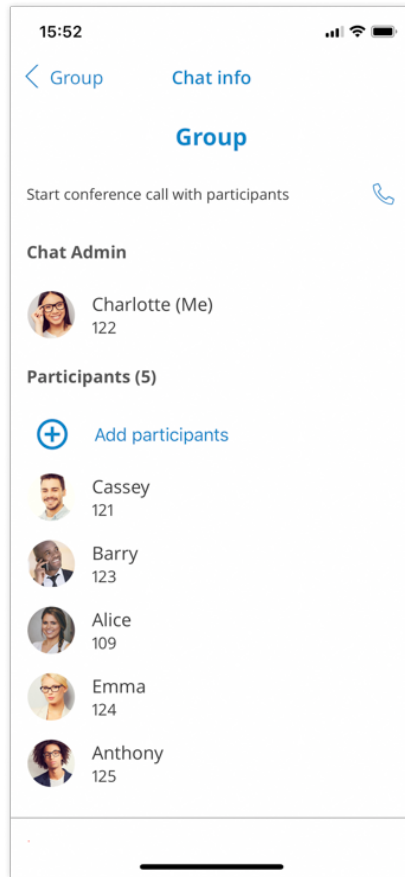 15:52
Group
Chat info
Group
Start conference call with participants
Chat Admin
Charlotte (Me)
122
Participants (5)
Add participants
Cassey
121
Barry
123
Alice
109
Emma
124
Anthony
125